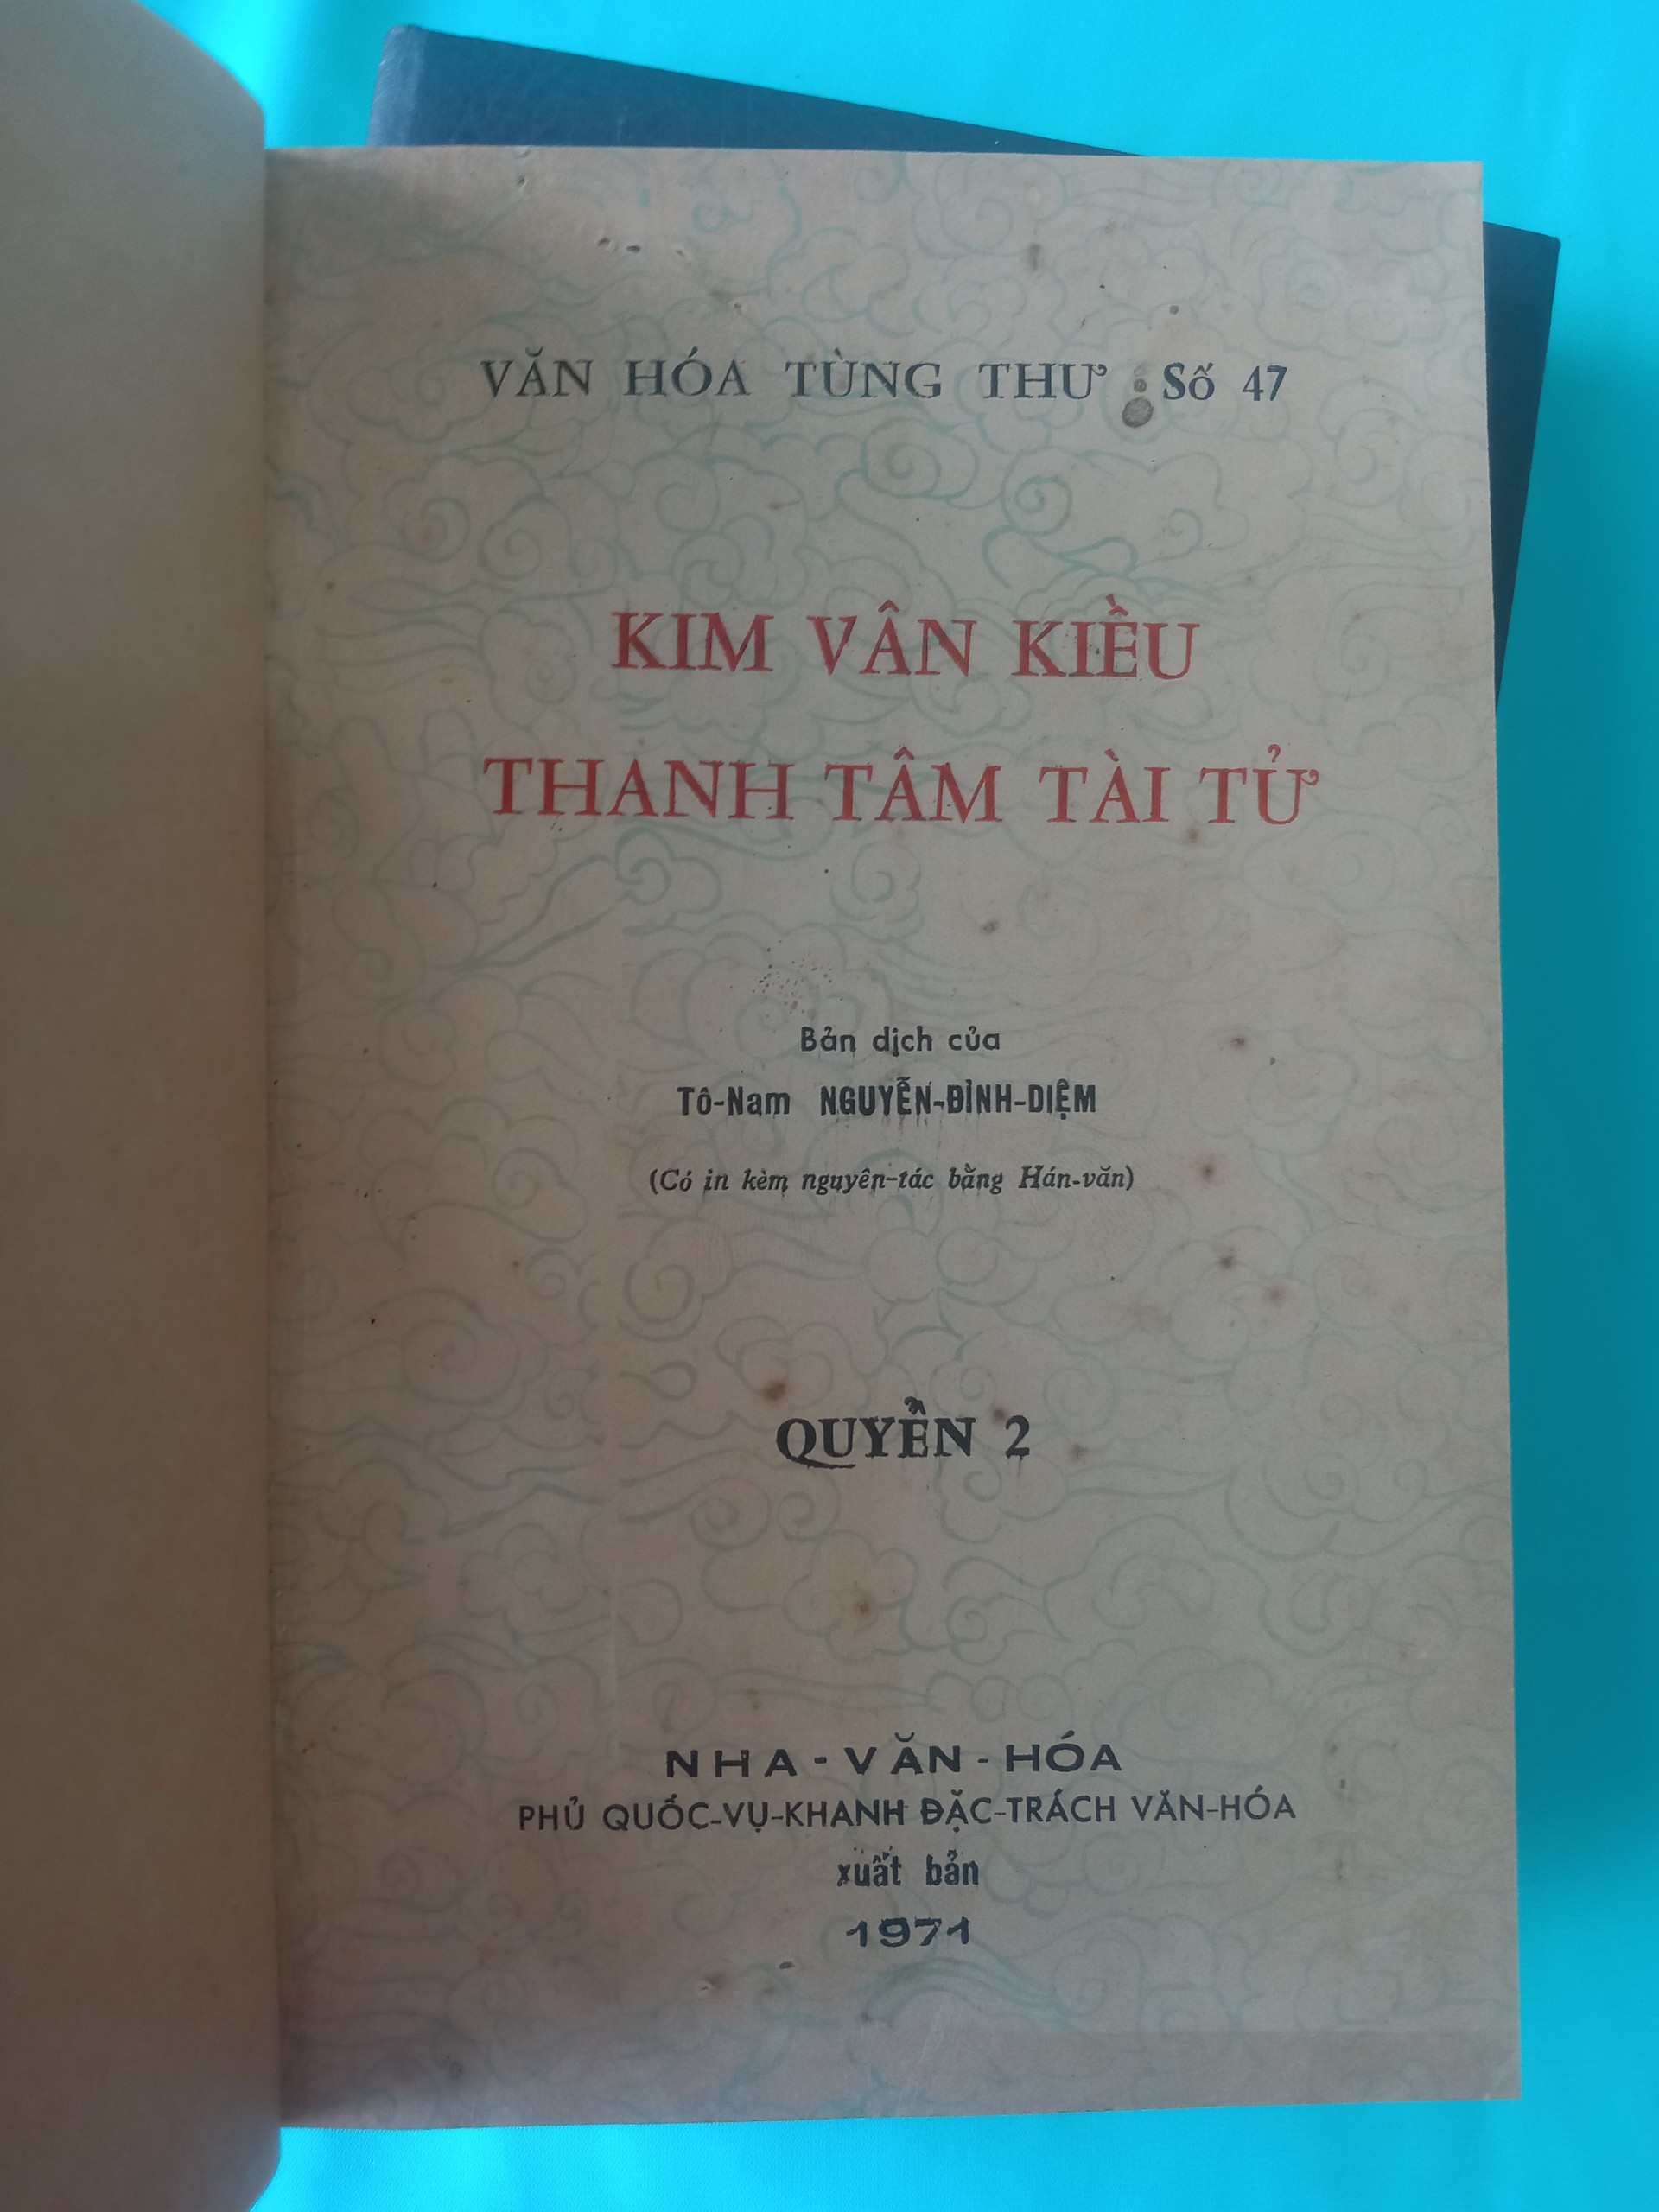 VĂN HÓA TÙNG THƯ : Số 47
KIM VÂN KIỀU
THANH TÂM TÀI TỬ
Bản dịch của
Tô-Nam NGUYỄN-ĐÌNH-DIỆM
(Có in kèm nguyên-tác bằng Hán-văn)
QUYỂN 2
NHA-VĂN-HÓA
PHỦ QUỐC-VỤ-KHANH ĐẶC-TRÁCH VĂN-HÓA
xuất bản
1971